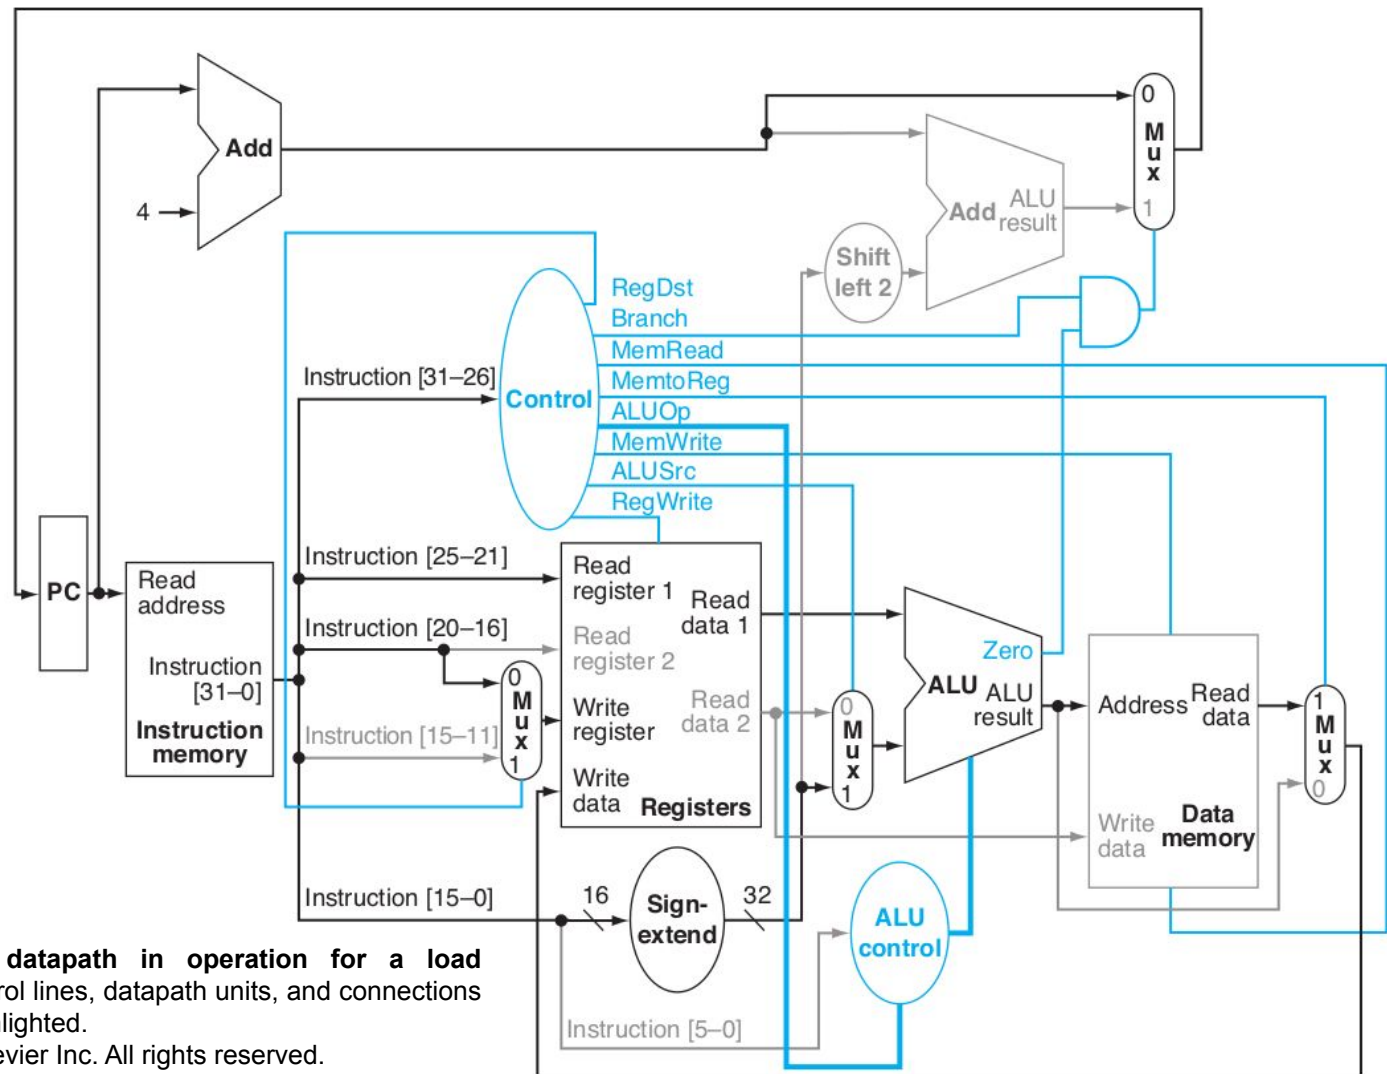 0
M
u
x
1
Add
4
Add ALU
result
Shift
left 2
RegDst
Branch
MemRead
MemtoReg
ALUOp
MemWrite
ALUSrc
RegWrite
Instruction [31–26]
Control
Instruction [25–21]
Instruction [20–16]
Instruction [15–11]
PC
Read
address
Instruction
[31–0]
Instruction
memory
0
M
u
x
1
Read
register 1
Read
data 1
Read
register 2
Write
register
Read
data 2
Write
data
Registers
0
M
u
x
1
Zero
ALU
ALU
result
Address
Read
data
Write
data
Data
memory
1
M
u
x
0
Instruction [15–0]
16
Sign-
extend
32
ALU
control
Instruction [5–0]
datapath in operation for a load
rol lines, datapath units, and connections
nlighted.
evier Inc. All rights reserved.